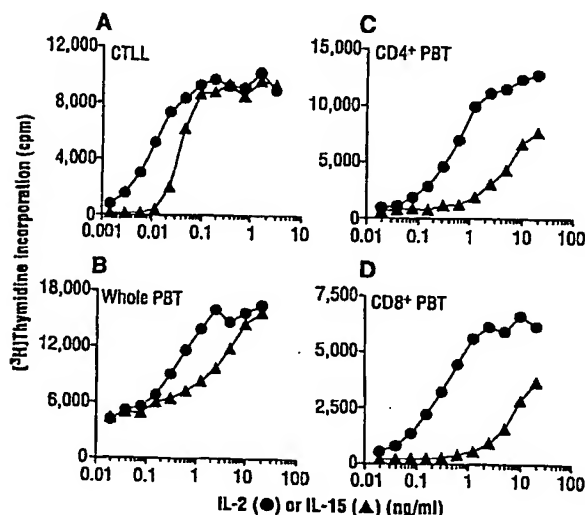 A
CTLL
12,000
8,000
4,000
0
0.001 0.01 0.1 1 10
B
Whole PBT
18,000
12,000
6,000
0
0.01 0.1 1 10 100
C
CD4+ PBT
15,000
10,000
5,000
0
0.01 0.1 1 10 100
D
CD8+ PBT
7,500
5,000
2,500
0
0.01 0.1 1 10 100
[³H]Thymidine incorporation (cpm)
IL-2 (●) or IL-15 (▲) (ng/ml)